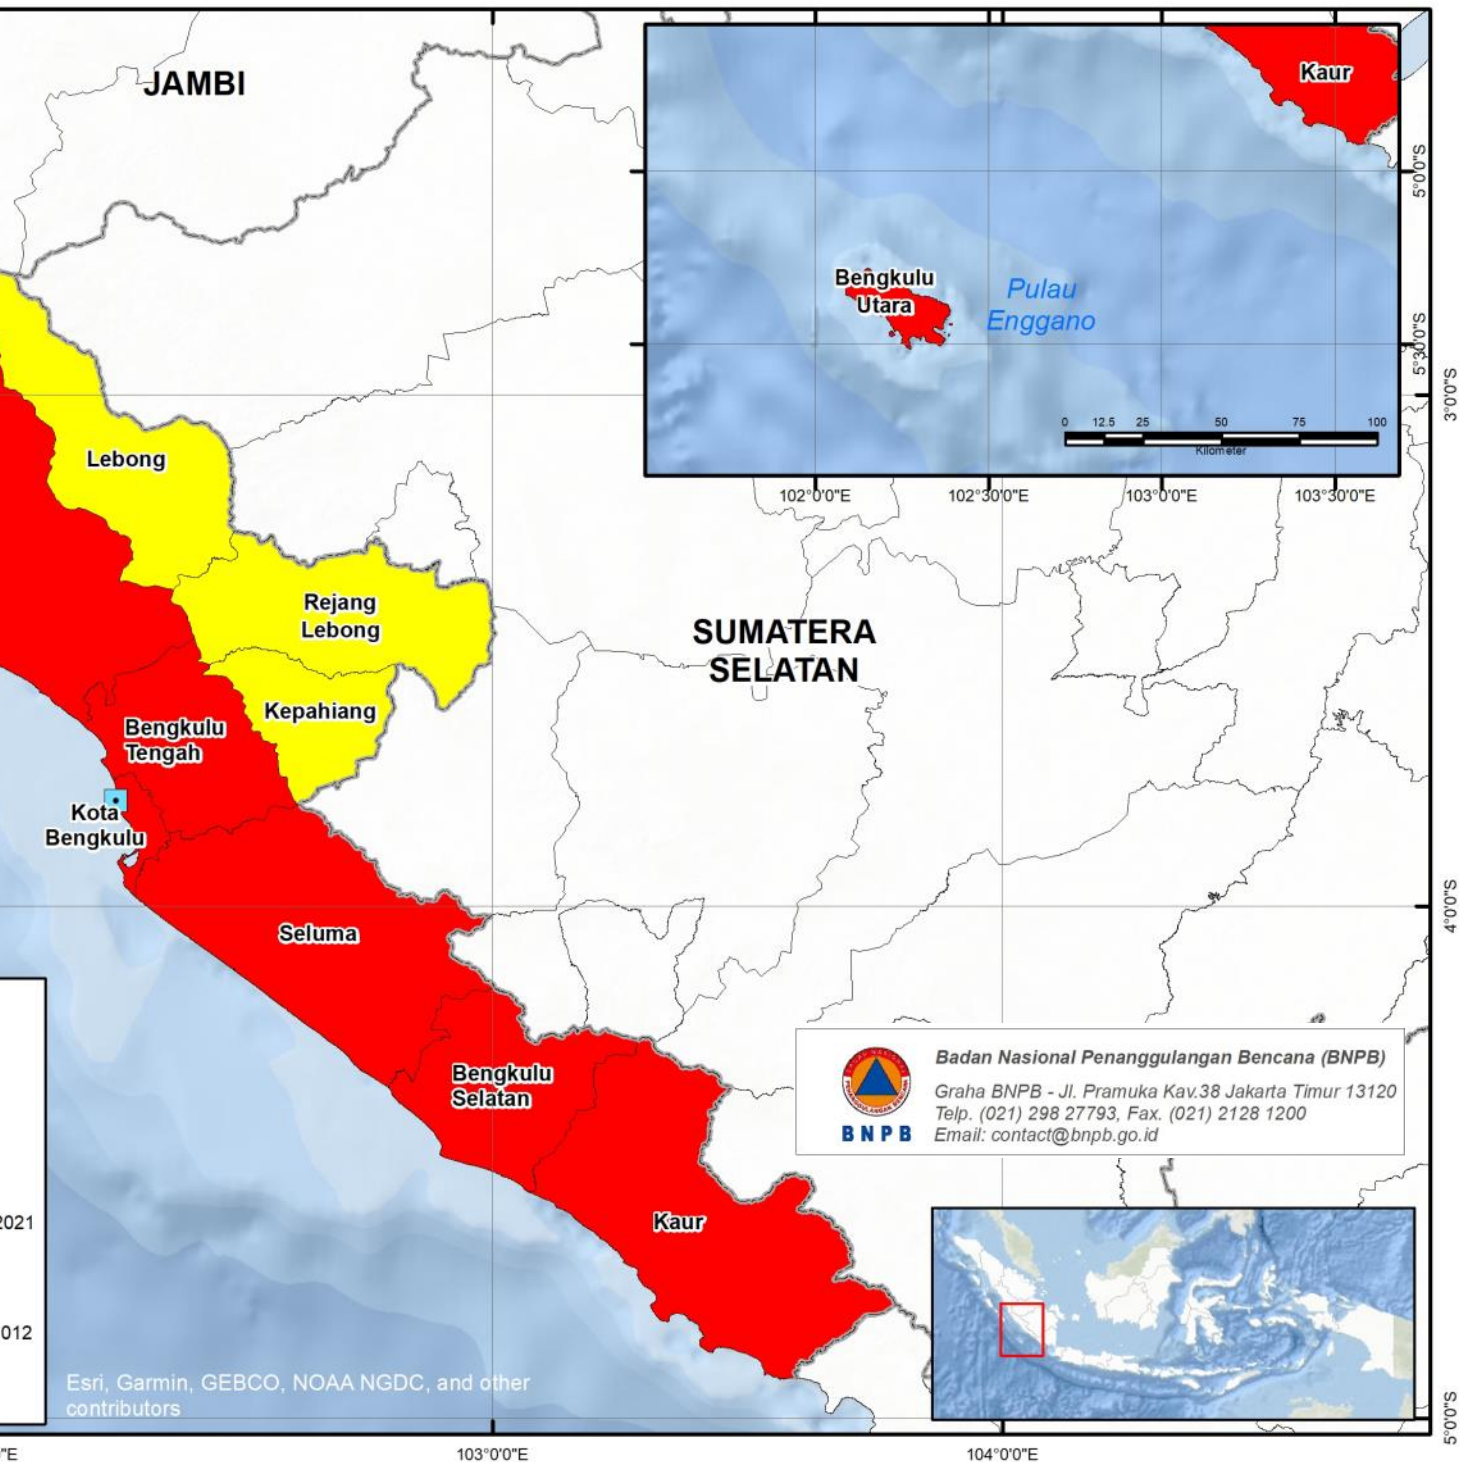 JAMBI
Kaur
5°0'0"S
Bengkulu
Utara
Pulau
Enggano
5°30'0"S
3°0'0"S
0 12.5 25 50 75 100
Kilometer
102°0'0"E 102°30'0"E 103°0'0"E 103°30'0"E
Lebong
Rejang
Lebong
SUMATERA
SELATAN
Kepahiang
Bengkulu
Tengah
Kota
Bengkulu
4°0'0"S
Seluma
Bengkulu
Selatan
Badan Nasional Penanggulangan Bencana (BNPB)
Graha BNPB - Jl. Pramuka Kav.38 Jakarta Timur 13120
Telp. (021) 298 27793, Fax. (021) 2128 1200
Email: contact@bnpb.go.id
BADAN NASIONAL
PENANGGULANGAN BENCANA
BNPB
Kaur
2021
012
Esri, Garmin, GEBCO, NOAA NGDC, and other
contributors
5°0'0"S
"E 103°0'0"E 104°0'0"E